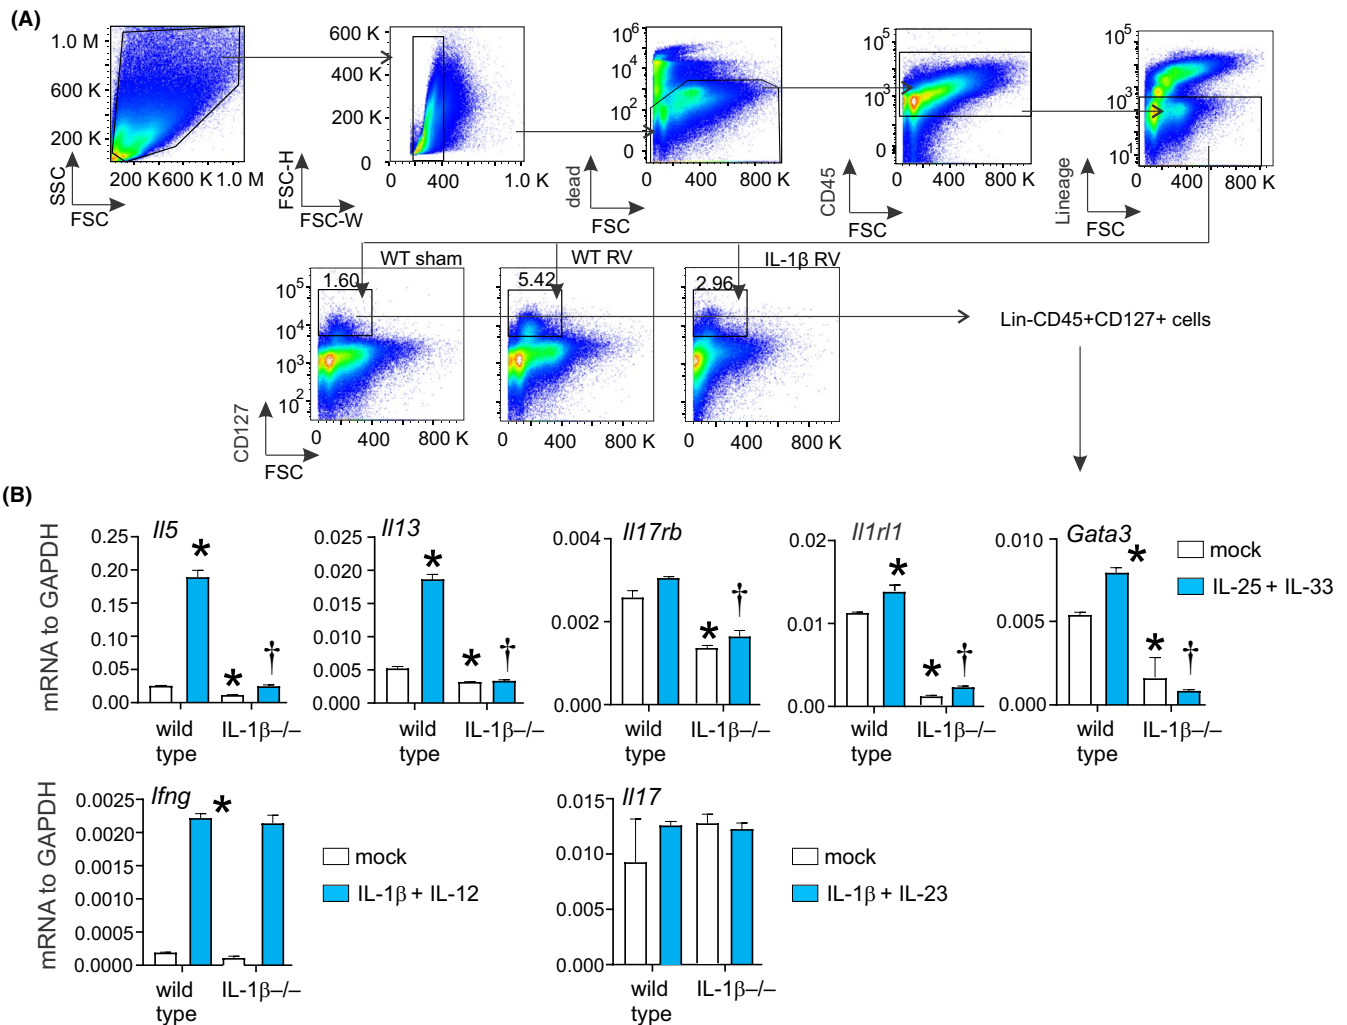 (A)
1.0 M
600 K
200 K
SSC
200 K 600 K 1.0 M
FSC
600 K
400 K
200 K
0
FSC-H
0 400 1.0 K
FSC-W
10^6
10^4
10^2
0
dead
0 400 800 K
FSC
10^5
10^3
0
CD45
0 400 800 K
FSC
10^5
10^3
10^1
Lineage
0 400 800 K
FSC
WT sham
WT RV
IL-1β RV
1.60
5.42
2.96
10^5
10^4
10^3
10^2
CD127
0 400 800 K
0 400 800 K
0 400 800 K
FSC
Lin-CD45+CD127+ cells
(B)
mRNA to GAPDH
Il5
0.25
0.20
0.15
0.10
0.05
0.00
* * †
wild type
IL-1β–/–
Il13
0.025
0.020
0.015
0.010
0.005
0.000
* * †
wild type
IL-1β–/–
Il17rb
0.004
0.002
0.000
* †
wild type
IL-1β–/–
Il1rl1
0.02
0.01
0.00
* * †
wild type
IL-1β–/–
Gata3
0.010
0.005
0.000
* * †
wild type
IL-1β–/–
mock
IL-25 + IL-33
mRNA to GAPDH
Ifng
0.0025
0.0020
0.0015
0.0010
0.0005
0.0000
*
wild type
IL-1β–/–
mock
IL-1β + IL-12
Il17
0.015
0.010
0.005
0.000
wild type
IL-1β–/–
mock
IL-1β + IL-23